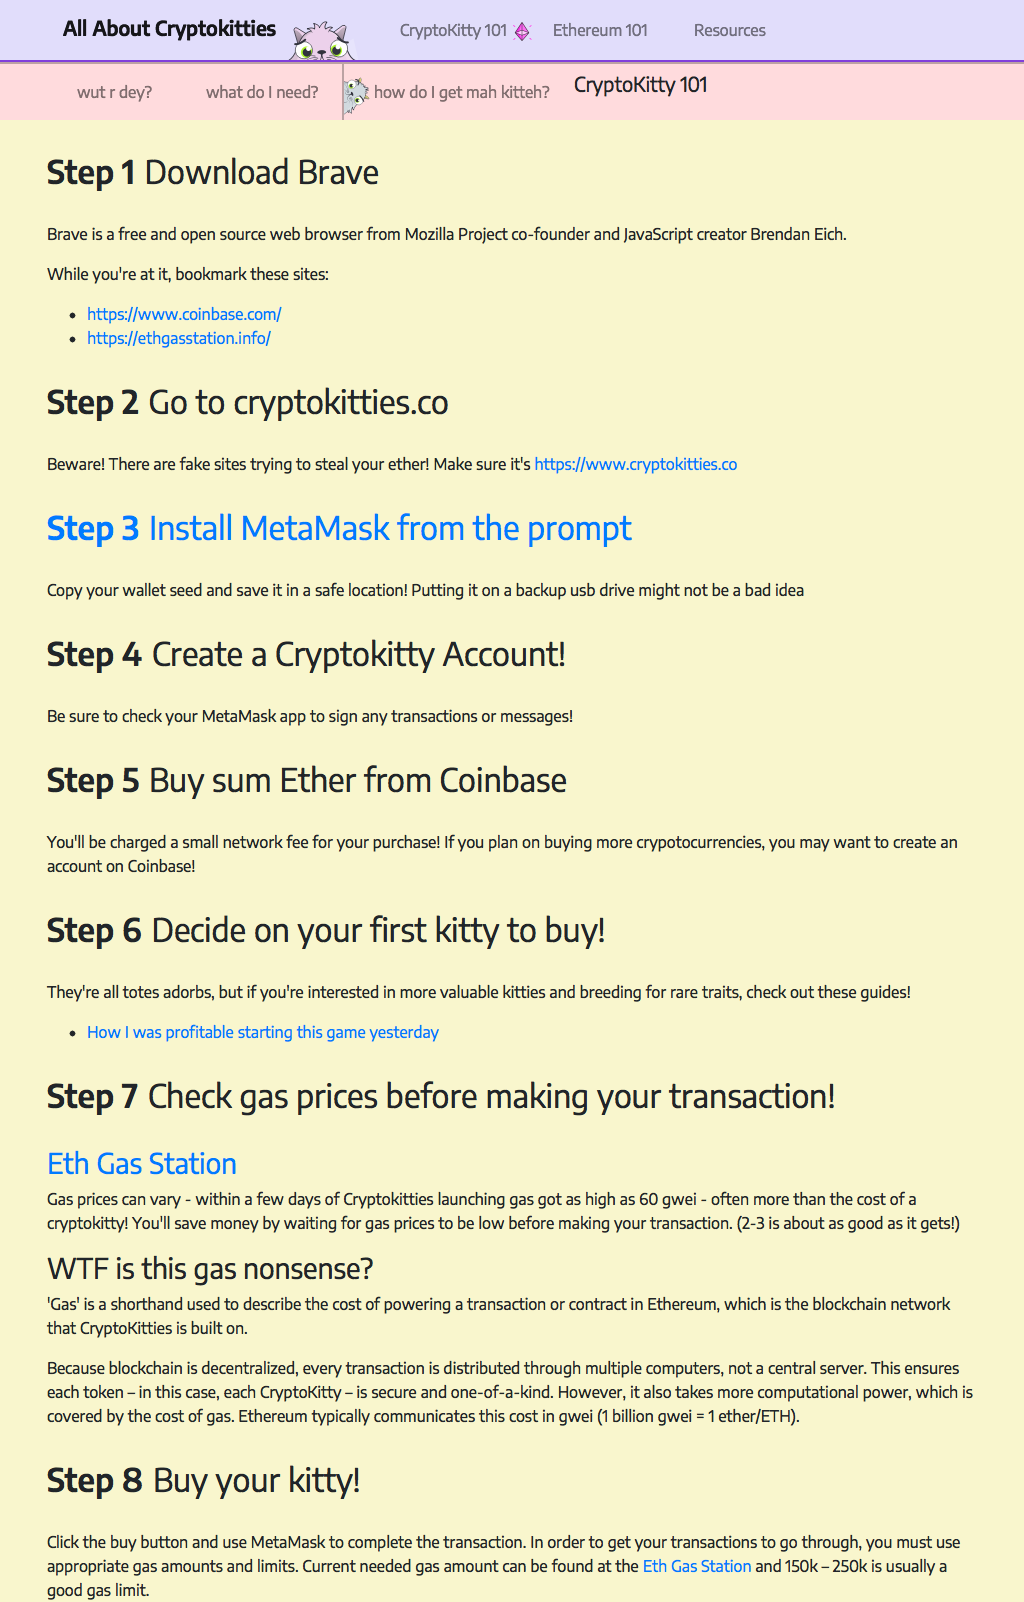 All About Cryptokitties
CryptoKitty 101
Ethereum 101
Resources
wut r dey?
what do I need?
how do I get mah kitteh?
CryptoKitty 101
Step 1 Download Brave
Brave is a free and open source web browser from Mozilla Project co-founder and JavaScript creator Brendan Eich.
While you're at it, bookmark these sites:
• https://www.coinbase.com/
• https://ethgasstation.info/
Step 2 Go to cryptokitties.co
Beware! There are fake sites trying to steal your ether! Make sure it's https://www.cryptokitties.co
Step 3 Install MetaMask from the prompt
Copy your wallet seed and save it in a safe location! Putting it on a backup usb drive might not be a bad idea
Step 4 Create a Cryptokitty Account!
Be sure to check your MetaMask app to sign any transactions or messages!
Step 5 Buy sum Ether from Coinbase
You'll be charged a small network fee for your purchase! If you plan on buying more crypotocurrencies, you may want to create an
account on Coinbase!
Step 6 Decide on your first kitty to buy!
They're all totes adorbs, but if you're interested in more valuable kitties and breeding for rare traits, check out these guides!
• How I was profitable starting this game yesterday
Step 7 Check gas prices before making your transaction!
Eth Gas Station
Gas prices can vary - within a few days of Cryptokitties launching gas got as high as 60 gwei - often more than the cost of a
cryptokitty! You'll save money by waiting for gas prices to be low before making your transaction. (2-3 is about as good as it gets!)
WTF is this gas nonsense?
'Gas' is a shorthand used to describe the cost of powering a transaction or contract in Ethereum, which is the blockchain network
that CryptoKitties is built on.
Because blockchain is decentralized, every transaction is distributed through multiple computers, not a central server. This ensures
each token – in this case, each CryptoKitty – is secure and one-of-a-kind. However, it also takes more computational power, which is
covered by the cost of gas. Ethereum typically communicates this cost in gwei (1 billion gwei = 1 ether/ETH).
Step 8 Buy your kitty!
Click the buy button and use MetaMask to complete the transaction. In order to get your transactions to go through, you must use
appropriate gas amounts and limits. Current needed gas amount can be found at the Eth Gas Station and 150k – 250k is usually a
good gas limit.